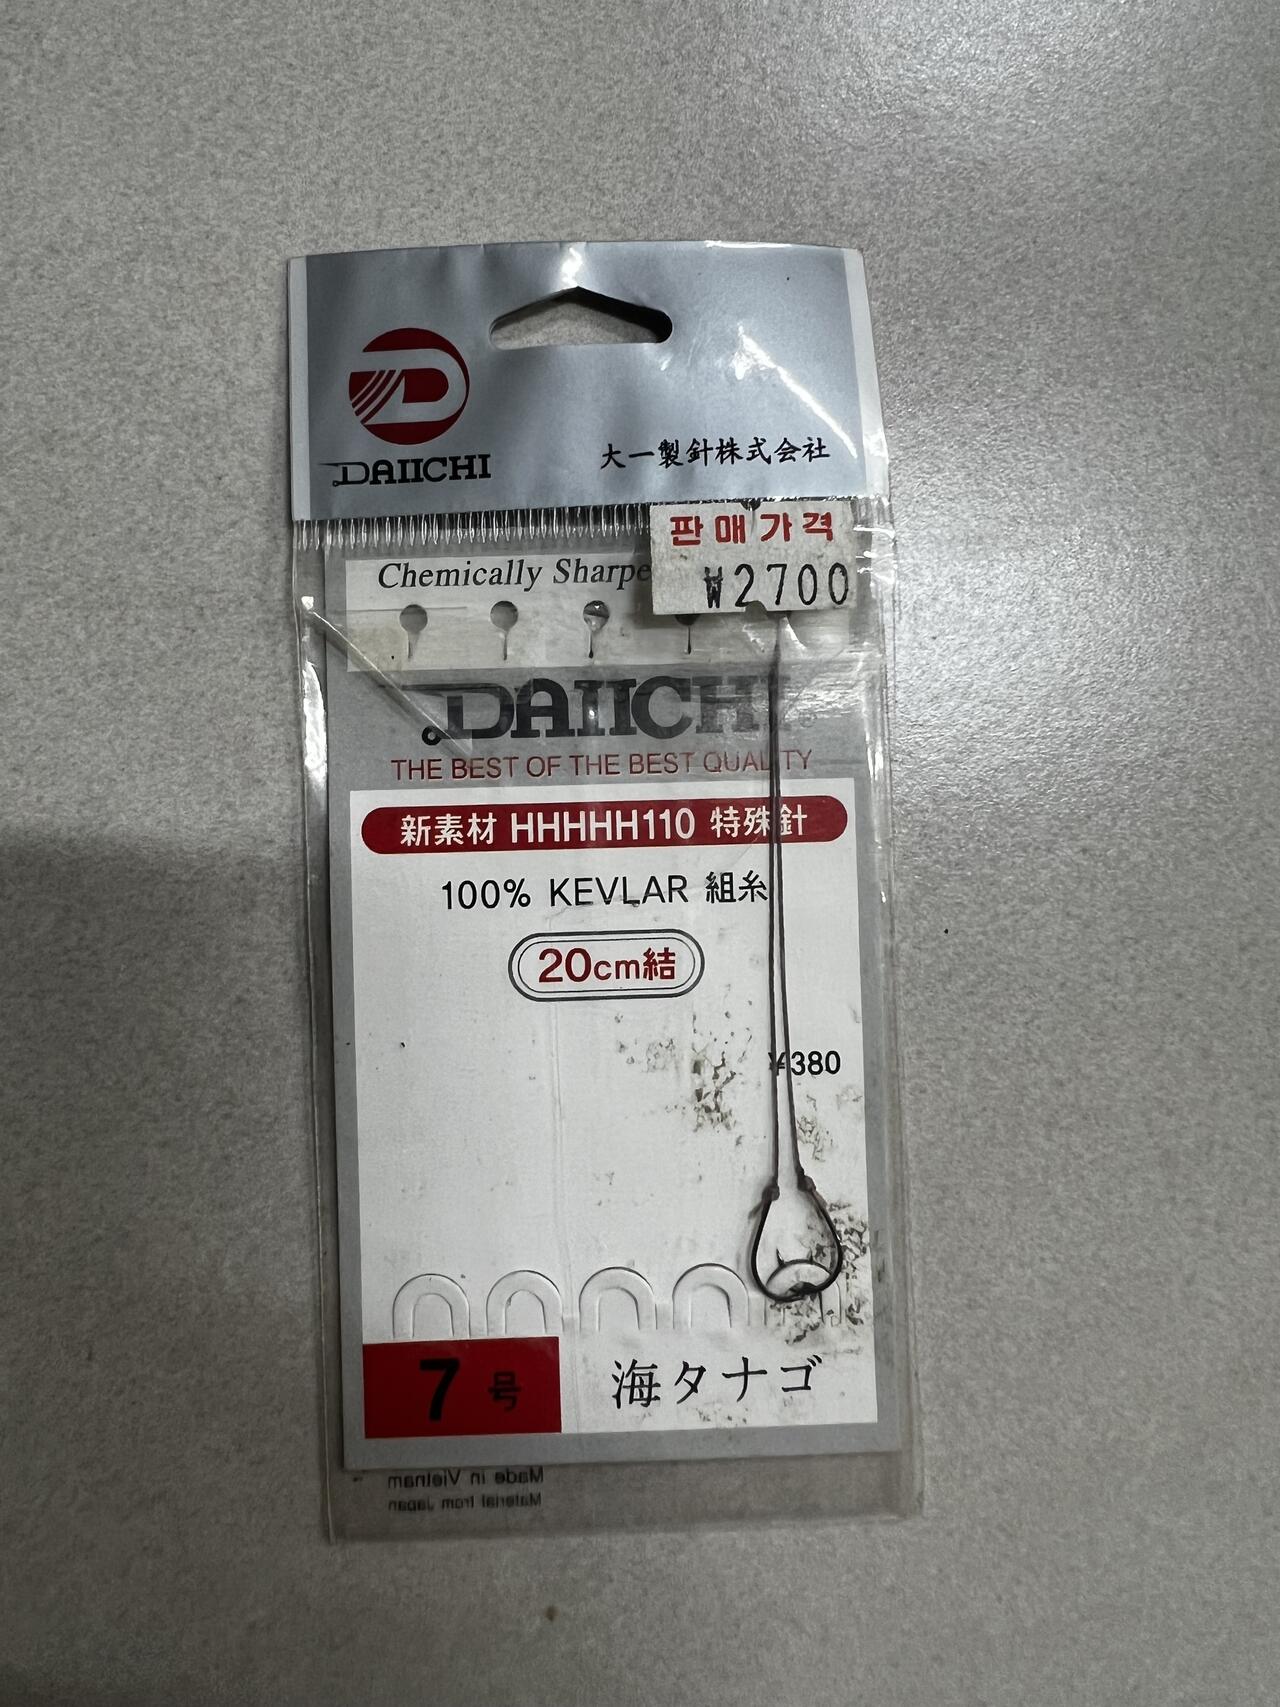 DAIICHI
大一製針株式会社
판매가격
₩2700
Chemically Sharpe
DAIICHI
THE BEST OF THE BEST QUALITY
新素材 HHHHH110 特殊針
100% KEVLAR 組糸
20cm結
¥380
7号
海タナゴ
Made in Vietnam
Material from Japan